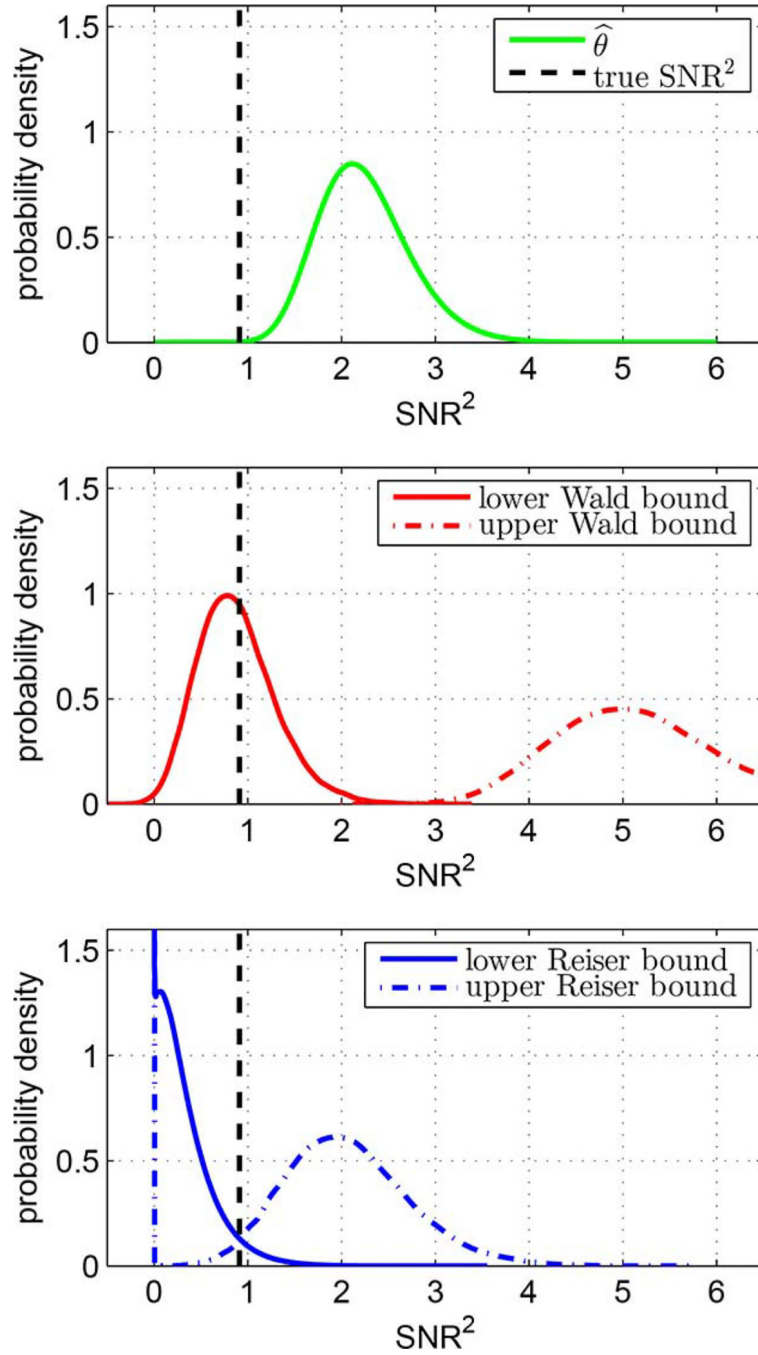 1.5
1
0.5
0
probability density
θ̂
true SNR²
0 1 2 3 4 5 6
SNR²
1.5
1
0.5
0
probability density
lower Wald bound
upper Wald bound
0 1 2 3 4 5 6
SNR²
1.5
1
0.5
0
probability density
lower Reiser bound
upper Reiser bound
0 1 2 3 4 5 6
SNR²